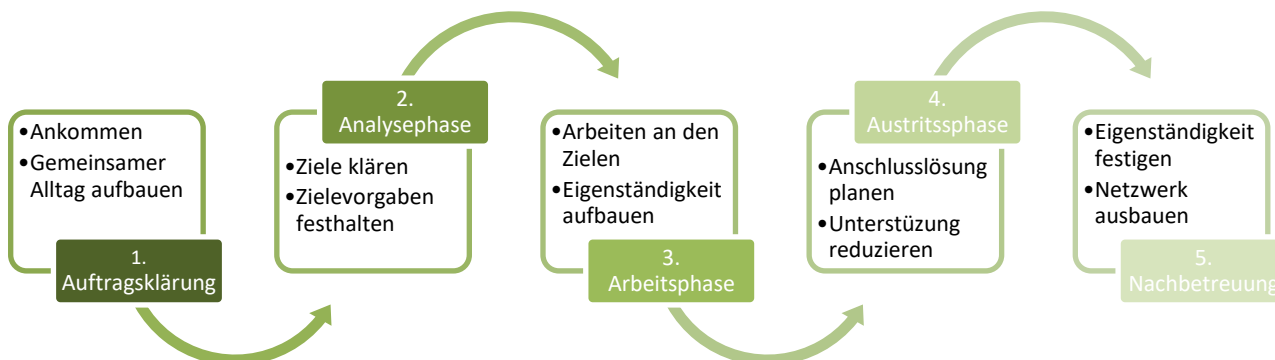 •Ankommen
•Gemeinsamer
Alltag aufbauen
1.
Auftragsklärung
2.
Analysephase
•Ziele klären
•Zielevorgaben
festhalten
•Arbeiten an den
Zielen
•Eigenständigkeit
aufbauen
3.
Arbeitsphase
4.
Austritssphase
•Anschlusslösung
planen
•Unterstüzung
reduzieren
•Eigenständigkeit
festigen
•Netzwerk
ausbauen
5.
Nachbetreuung